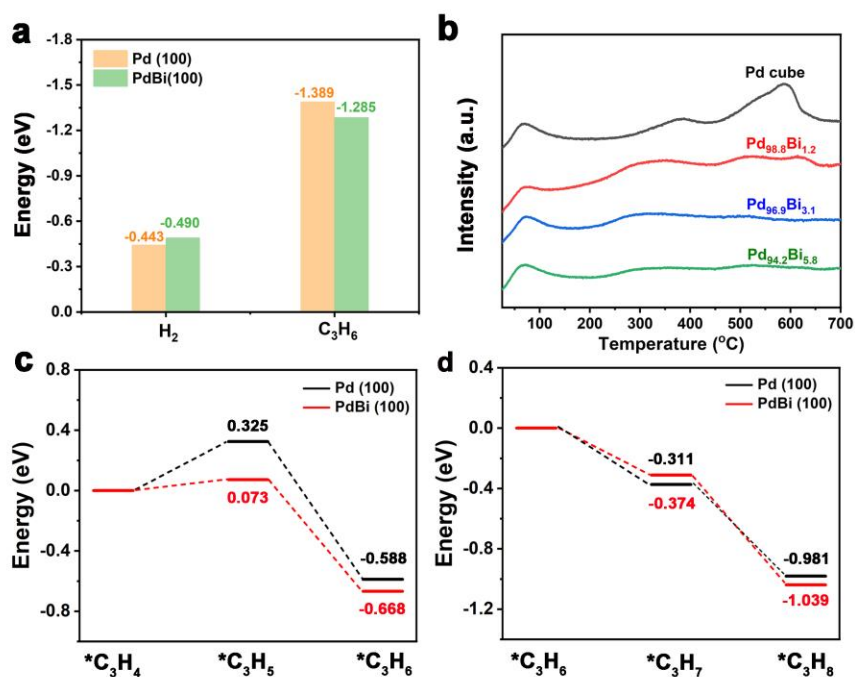 a
Pd (100)
PdBi(100)
-1.8
-1.5
-1.2
-0.9
-0.6
-0.3
0.0
Energy (eV)
-0.443
-0.490
-1.389
-1.285
H₂
C₃H₆
b
Intensity (a.u.)
Pd cube
Pd₉₈.₈Bi₁.₂
Pd₉₆.₉Bi₃.₁
Pd₉₄.₂Bi₅.₈
100 200 300 400 500 600 700
Temperature (°C)
c
Pd (100)
PdBi (100)
0.8
0.4
0.0
-0.4
-0.8
Energy (eV)
0.325
0.073
-0.588
-0.668
*C₃H₄
*C₃H₅
*C₃H₆
d
Pd (100)
PdBi (100)
0.4
0.0
-0.4
-0.8
-1.2
Energy (eV)
-0.311
-0.374
-0.981
-1.039
*C₃H₆
*C₃H₇
*C₃H₈